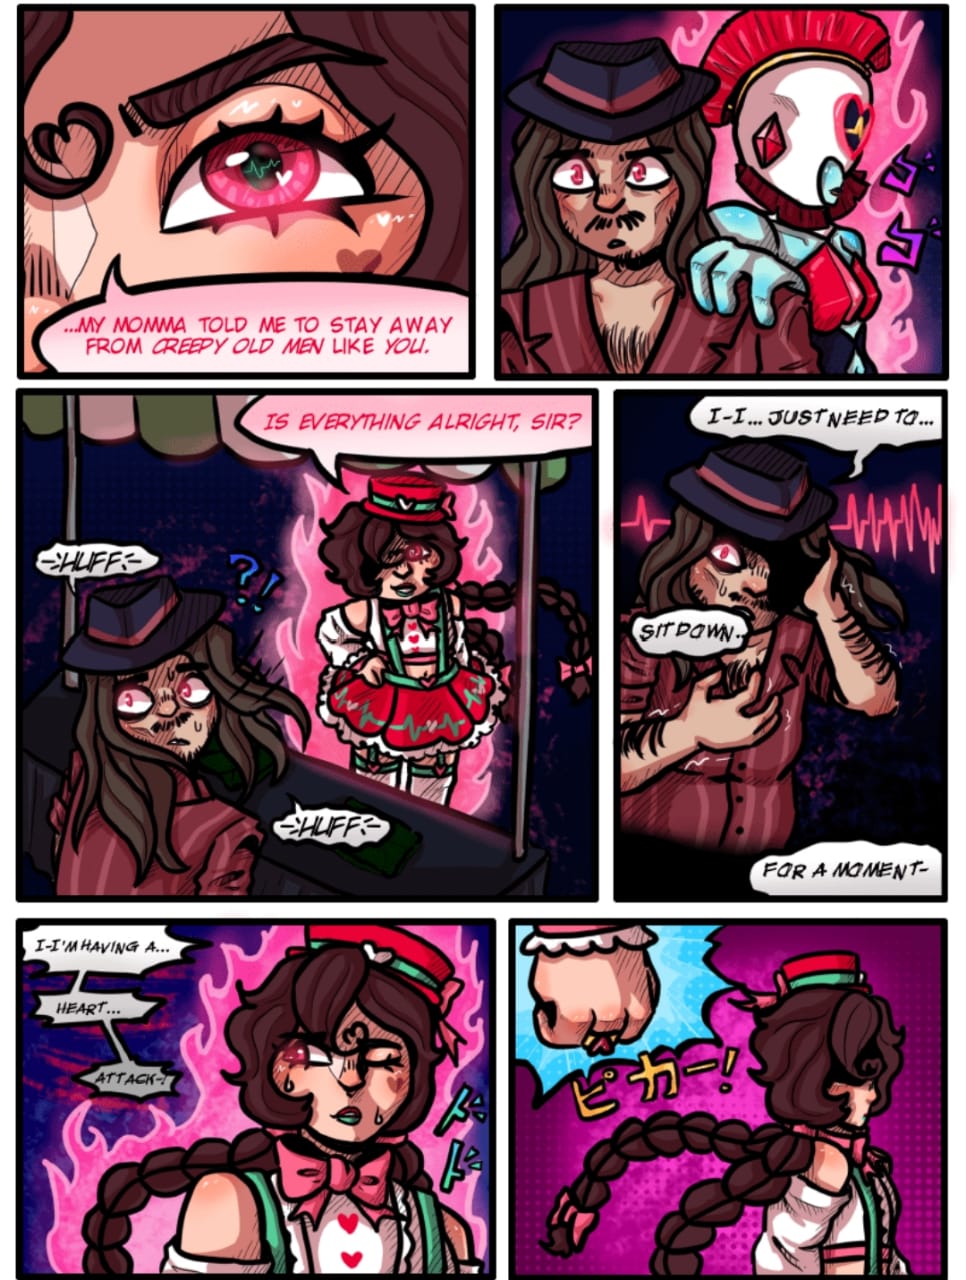 ...MY MOMMA TOLD ME TO STAY AWAY
FROM CREEPY OLD MEN LIKE YOU.
IS EVERYTHING ALRIGHT, SIR?
-HUFF-
?!
-HUFF-
I-I... JUST NEED TO...
SIT DOWN..
FOR A MOMENT-
I-I'M HAVING A...
HEART...
ATTACK-!
ドド
ピカー!